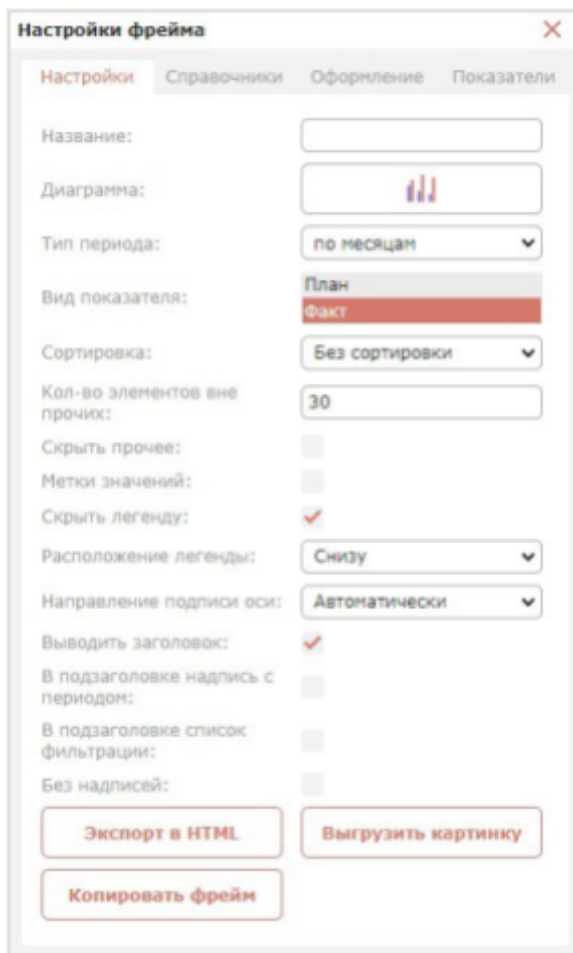 Настройки фрейма
Настройки Справочники Оформление Показатели
Название:
Диаграмма:
Тип периода: по месяцам
Вид показателя: План
Факт
Сортировка: Без сортировки
Кол-во элементов вне
прочих: 30
Скрыть прочее:
Метки значений:
Скрыть легенду:
Расположение легенды: Снизу
Направление подписи оси: Автоматически
Выводить заголовок:
В подзаголовке надпись с
периодом:
В подзаголовке список
фильтрации:
Без надписей:
Экспорт в HTML Выгрузить картинку
Копировать фрейм